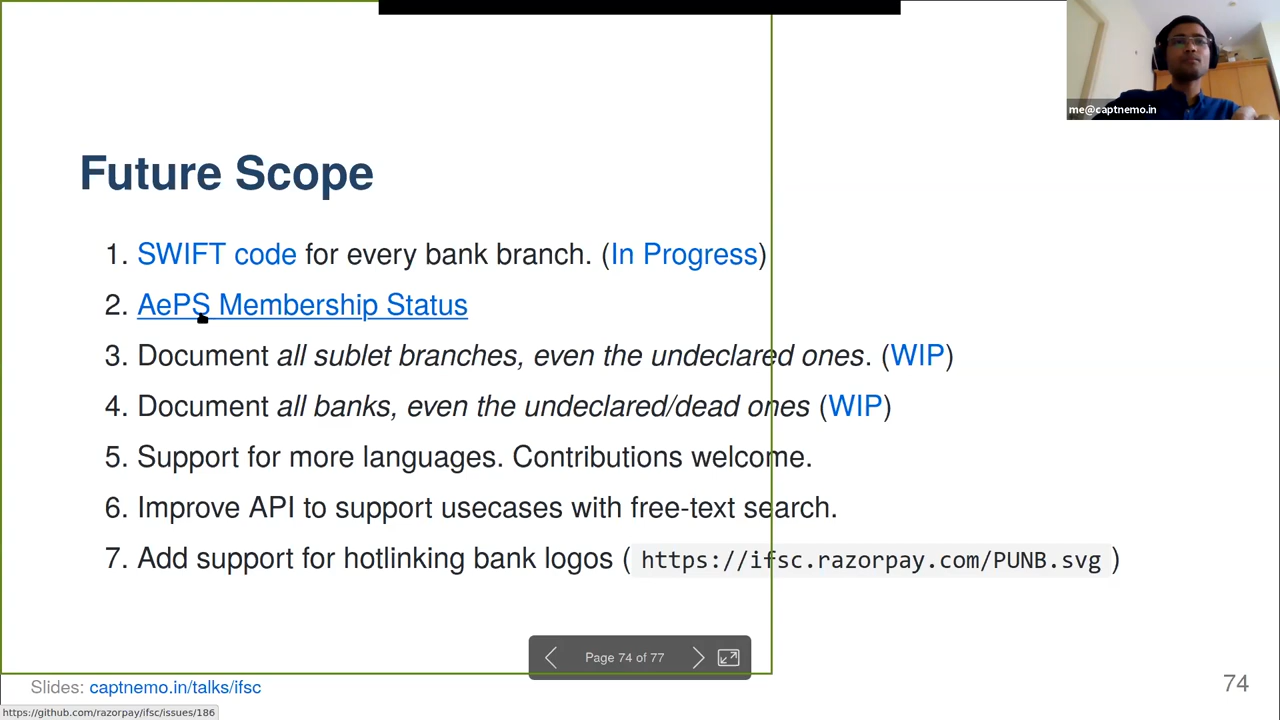 me@captnemo.in
Future Scope
1. SWIFT code for every bank branch. (In Progress)
2. AePS Membership Status
3. Document all sublet branches, even the undeclared ones. (WIP)
4. Document all banks, even the undeclared/dead ones (WIP)
5. Support for more languages. Contributions welcome.
6. Improve API to support usecases with free-text search.
7. Add support for hotlinking bank logos ( https://ifsc.razorpay.com/PUNB.svg )
Page 74 of 77
Slides: captnemo.in/talks/ifsc
74
https://github.com/razorpay/ifsc/issues/186